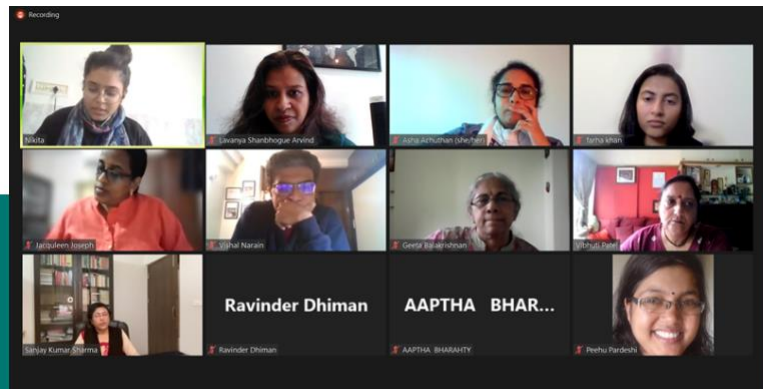 Recording
Nikita
Lavanya Shanbhogue Arvind
Asha Achuthan (she/her)
farha khan
Jacquleen Joseph
Vishal Narain
Geeta Balakrishnan
Vibhuti Patel
Sanjay Kumar Sharma
Ravinder Dhiman
Ravinder Dhiman
AAPTHA BHAR...
AAPTHA BHARAHTY
Peehu Pardeshi